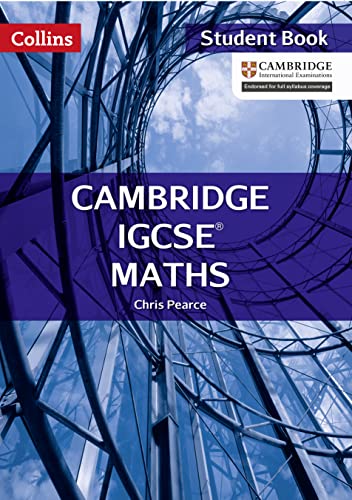 Collins
Student Book
CAMBRIDGE
International Examinations
Endorsed for full syllabus coverage
CAMBRIDGE
IGCSE®
MATHS
Chris Pearce